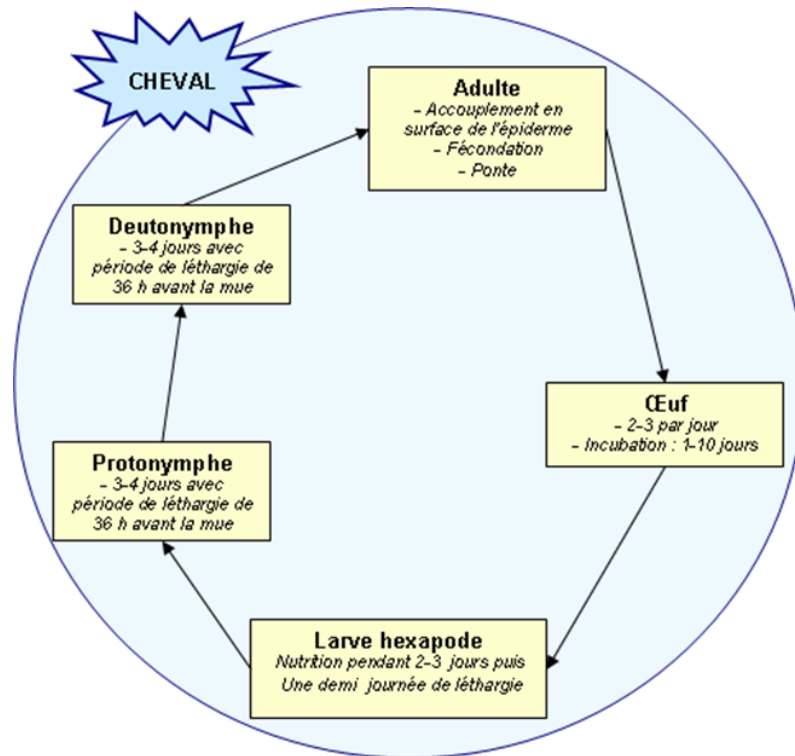 CHEVAL
Adulte
– Accouplement en
surface de l'épiderme
– Fécondation
– Ponte
Œuf
– 2–3 par jour
– Incubation : 1–10 jours
Larve hexapode
Nutrition pendant 2–3 jours puis
Une demi journée de léthargie
Protonymphe
– 3–4 jours avec
période de léthargie de
36 h avant la mue
Deutonymphe
– 3–4 jours avec
période de léthargie de
36 h avant la mue